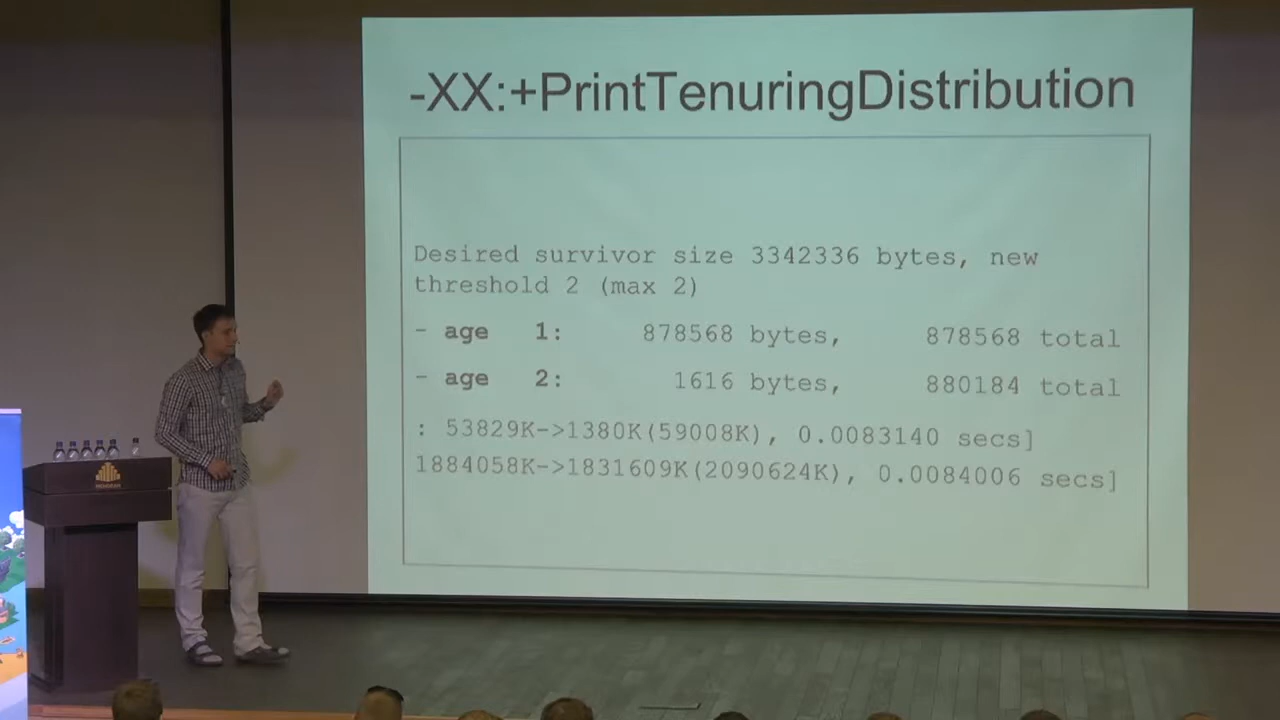 -XX:+PrintTenuringDistribution
Desired survivor size 3342336 bytes, new
threshold 2 (max 2)
- age 1: 878568 bytes, 878568 total
- age 2: 1616 bytes, 880184 total
: 53829K->1380K(59008K), 0.0083140 secs]
1884058K->1831609K(2090624K), 0.0084006 secs]